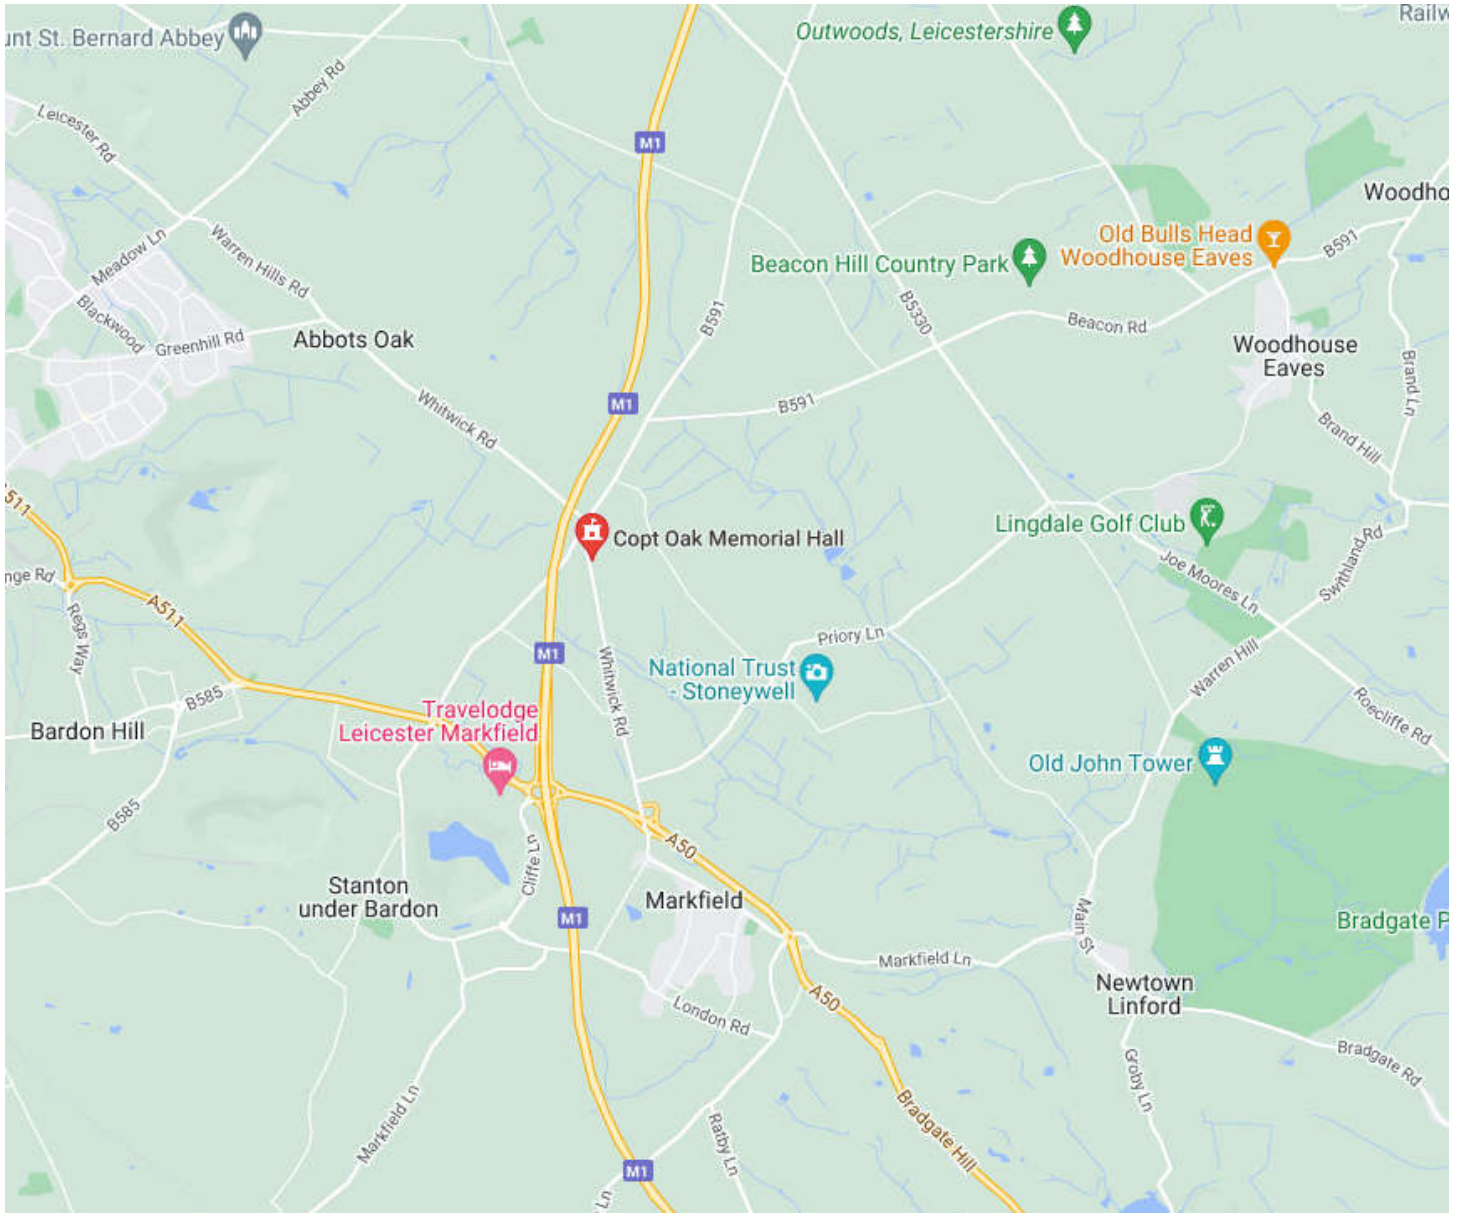 unt St. Bernard Abbey
Outwoods, Leicestershire
Railw
Abbey Rd
Leicester Rd
M1
Woodho
Meadow Ln
Warren Hills Rd
Old Bulls Head
Woodhouse Eaves
B591
Beacon Hill Country Park
Blackwood
Greenhill Rd
Abbots Oak
B591
B5330
Beacon Rd
Woodhouse
Eaves
Brand Ln
Whitwick Rd
M1
B591
Brand Hill
A511
Copt Oak Memorial Hall
Lingdale Golf Club
Swithland Rd
nge Rd
A511
Regs Way
Joe Moores Ln
Priory Ln
M1
Whitwick Rd
National Trust
- Stoneywell
Warren Hill
B585
Bardon Hill
Travelodge
Leicester Markfield
Roecliffe Rd
Old John Tower
B585
Cliffe Ln
A50
Stanton
under Bardon
Markfield
M1
Main St
Bradgate P
Markfield Ln
Newtown
Linford
A50
London Rd
Bradgate Rd
Groby Ln
Markfield Ln
Ratby Ln
Bradgate Hill
M1
Ln